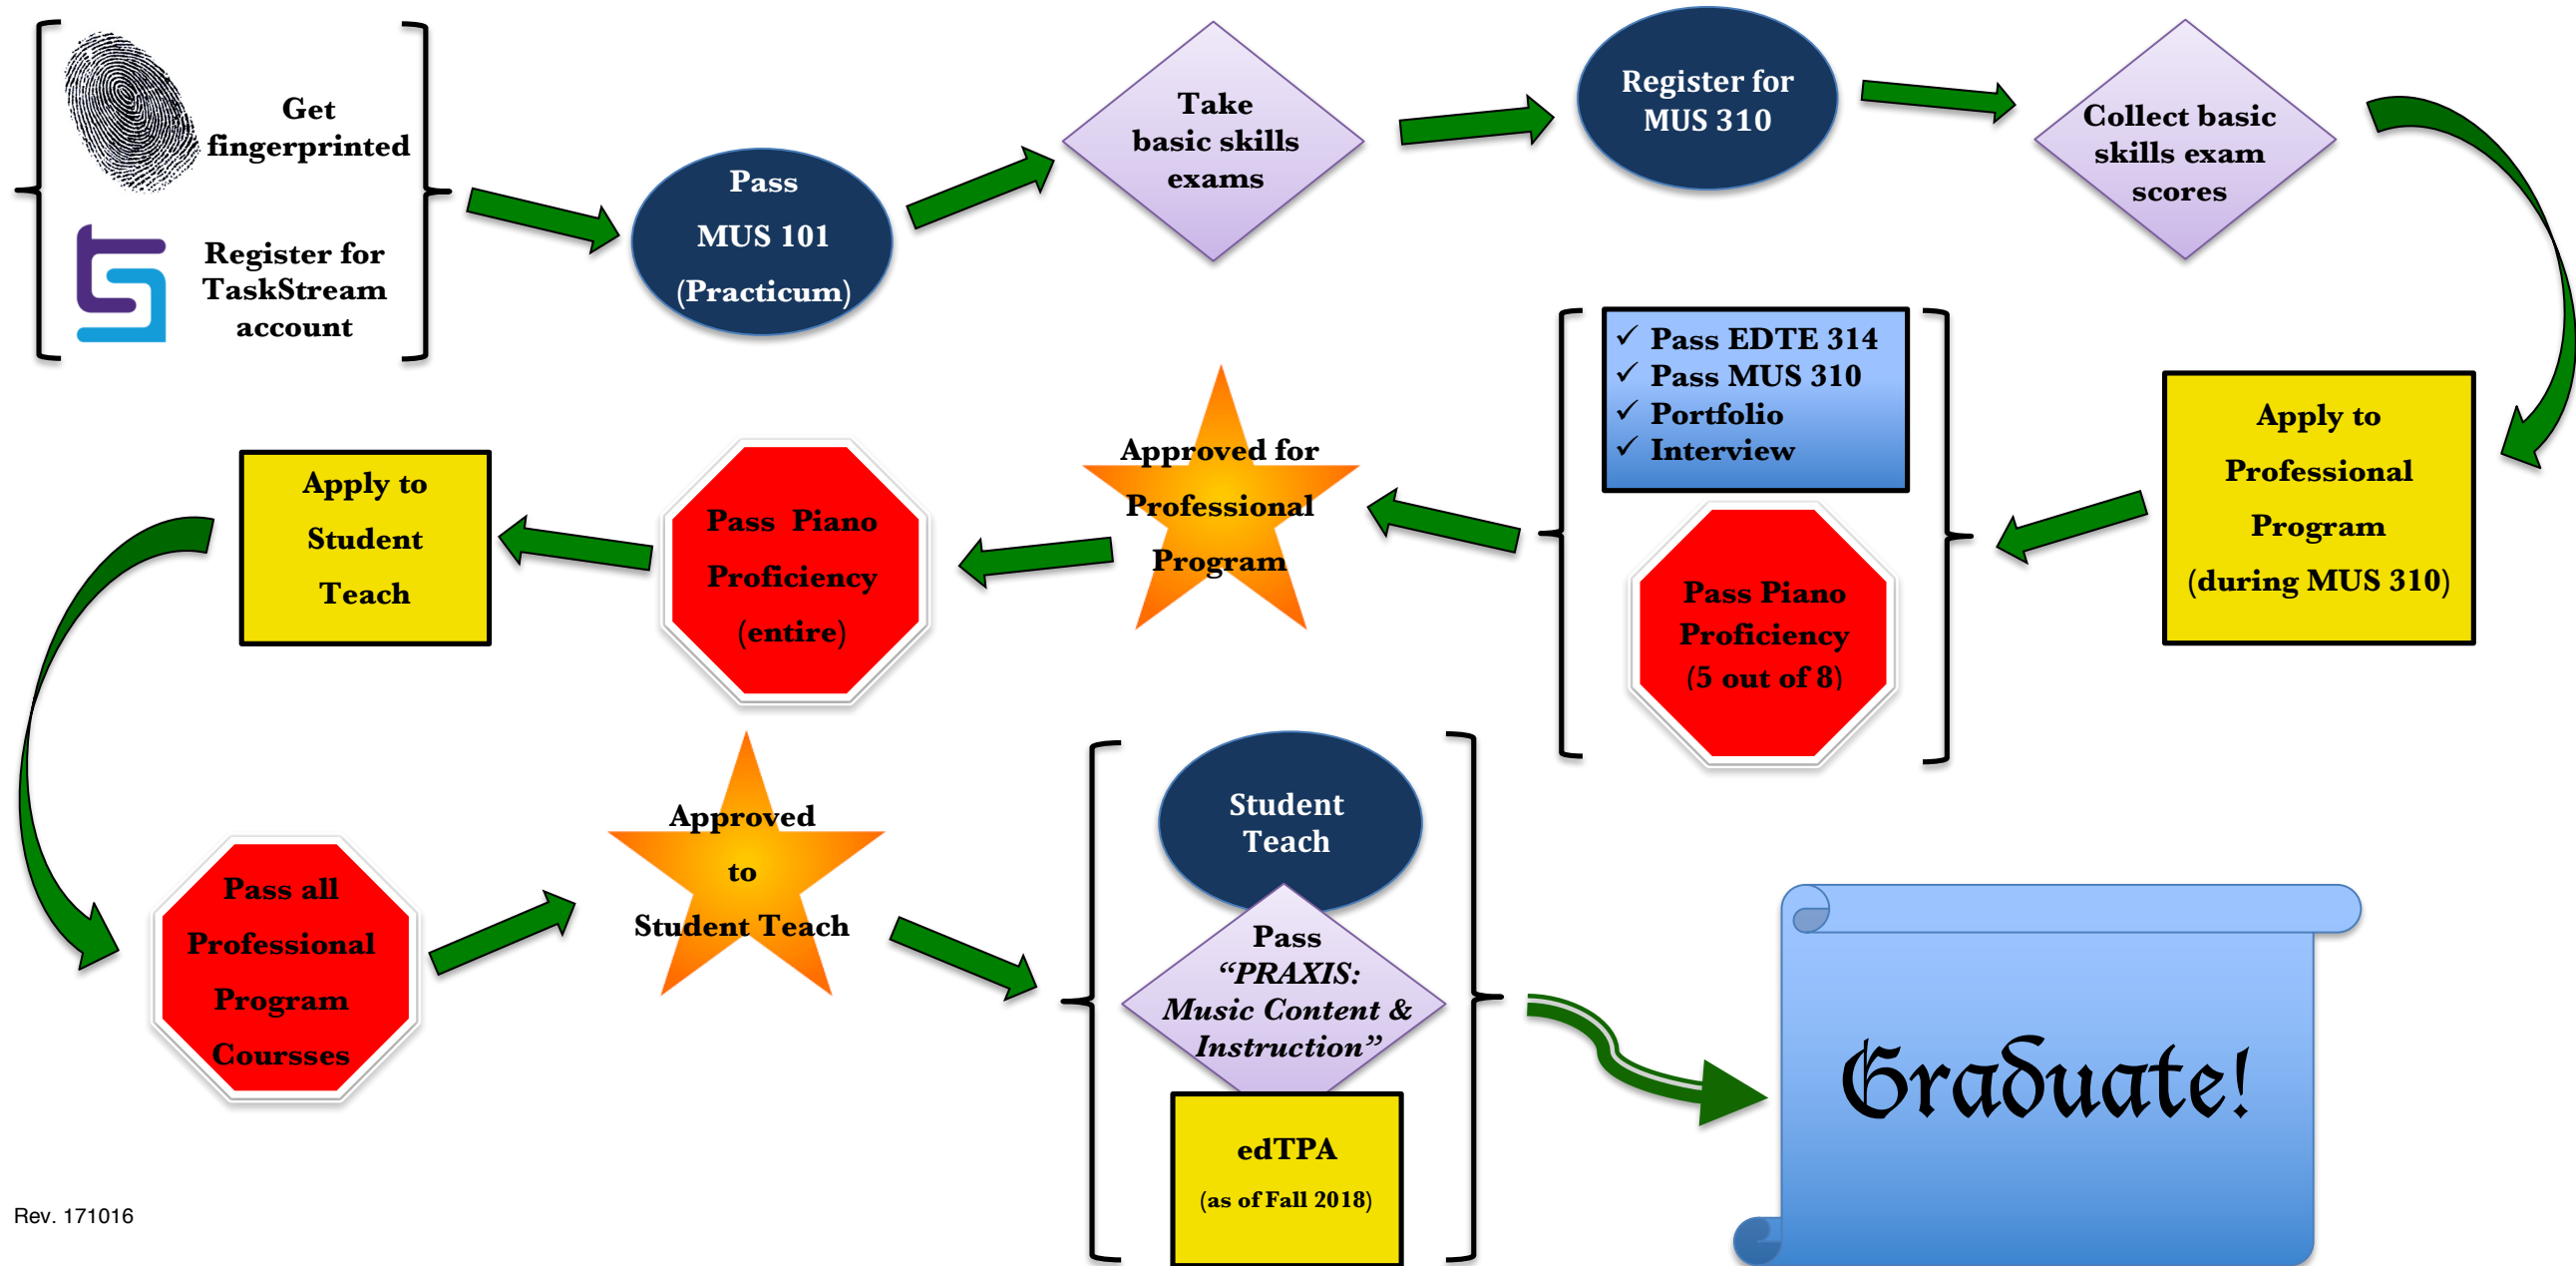 Get
fingerprinted
Register for
TaskStream
account
Pass
MUS 101
(Practicum)
Take
basic skills
exams
Register for
MUS 310
Collect basic
skills exam
scores
Apply to
Professional
Program
(during MUS 310)
✓ Pass EDTE 314
✓ Pass MUS 310
✓ Portfolio
✓ Interview
Pass Piano
Proficiency
(5 out of 8)
Approved for
Professional
Program
Pass Piano
Proficiency
(entire)
Apply to
Student
Teach
Pass all
Professional
Program
Coursses
Approved
to
Student Teach
Student
Teach
Pass
“PRAXIS:
Music Content &
Instruction”
edTPA
(as of Fall 2018)
Graduate!
Rev. 171016